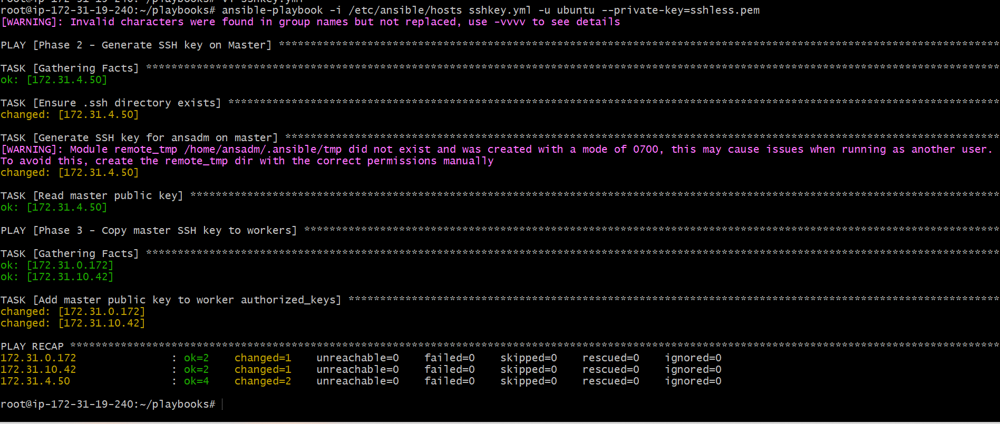 root@ip-172-31-19-240:~/playbooks# vi sshkey.yml
root@ip-172-31-19-240:~/playbooks# ansible-playbook -i /etc/ansible/hosts sshkey.yml -u ubuntu --private-key=sshless.pem
[WARNING]: Invalid characters were found in group names but not replaced, use -vvvv to see details
PLAY [Phase 2 - Generate SSH key on Master] ******************************************************************************************************************
TASK [Gathering Facts] ***************************************************************************************************************************************
ok: [172.31.4.50]
TASK [Ensure .ssh directory exists] **************************************************************************************************************************
changed: [172.31.4.50]
TASK [Generate SSH key for ansadm on master] *****************************************************************************************************************
[WARNING]: Module remote_tmp /home/ansadm/.ansible/tmp did not exist and was created with a mode of 0700, this may cause issues when running as another user.
To avoid this, create the remote_tmp dir with the correct permissions manually
changed: [172.31.4.50]
TASK [Read master public key] ********************************************************************************************************************************
ok: [172.31.4.50]
PLAY [Phase 3 - Copy master SSH key to workers] **************************************************************************************************************
TASK [Gathering Facts] ***************************************************************************************************************************************
ok: [172.31.0.172]
ok: [172.31.10.42]
TASK [Add master public key to worker authorized_keys] *******************************************************************************************************
changed: [172.31.0.172]
changed: [172.31.10.42]
PLAY RECAP ***************************************************************************************************************************************************
172.31.0.172 : ok=2 changed=1 unreachable=0 failed=0 skipped=0 rescued=0 ignored=0
172.31.10.42 : ok=2 changed=1 unreachable=0 failed=0 skipped=0 rescued=0 ignored=0
172.31.4.50 : ok=4 changed=2 unreachable=0 failed=0 skipped=0 rescued=0 ignored=0
root@ip-172-31-19-240:~/playbooks#